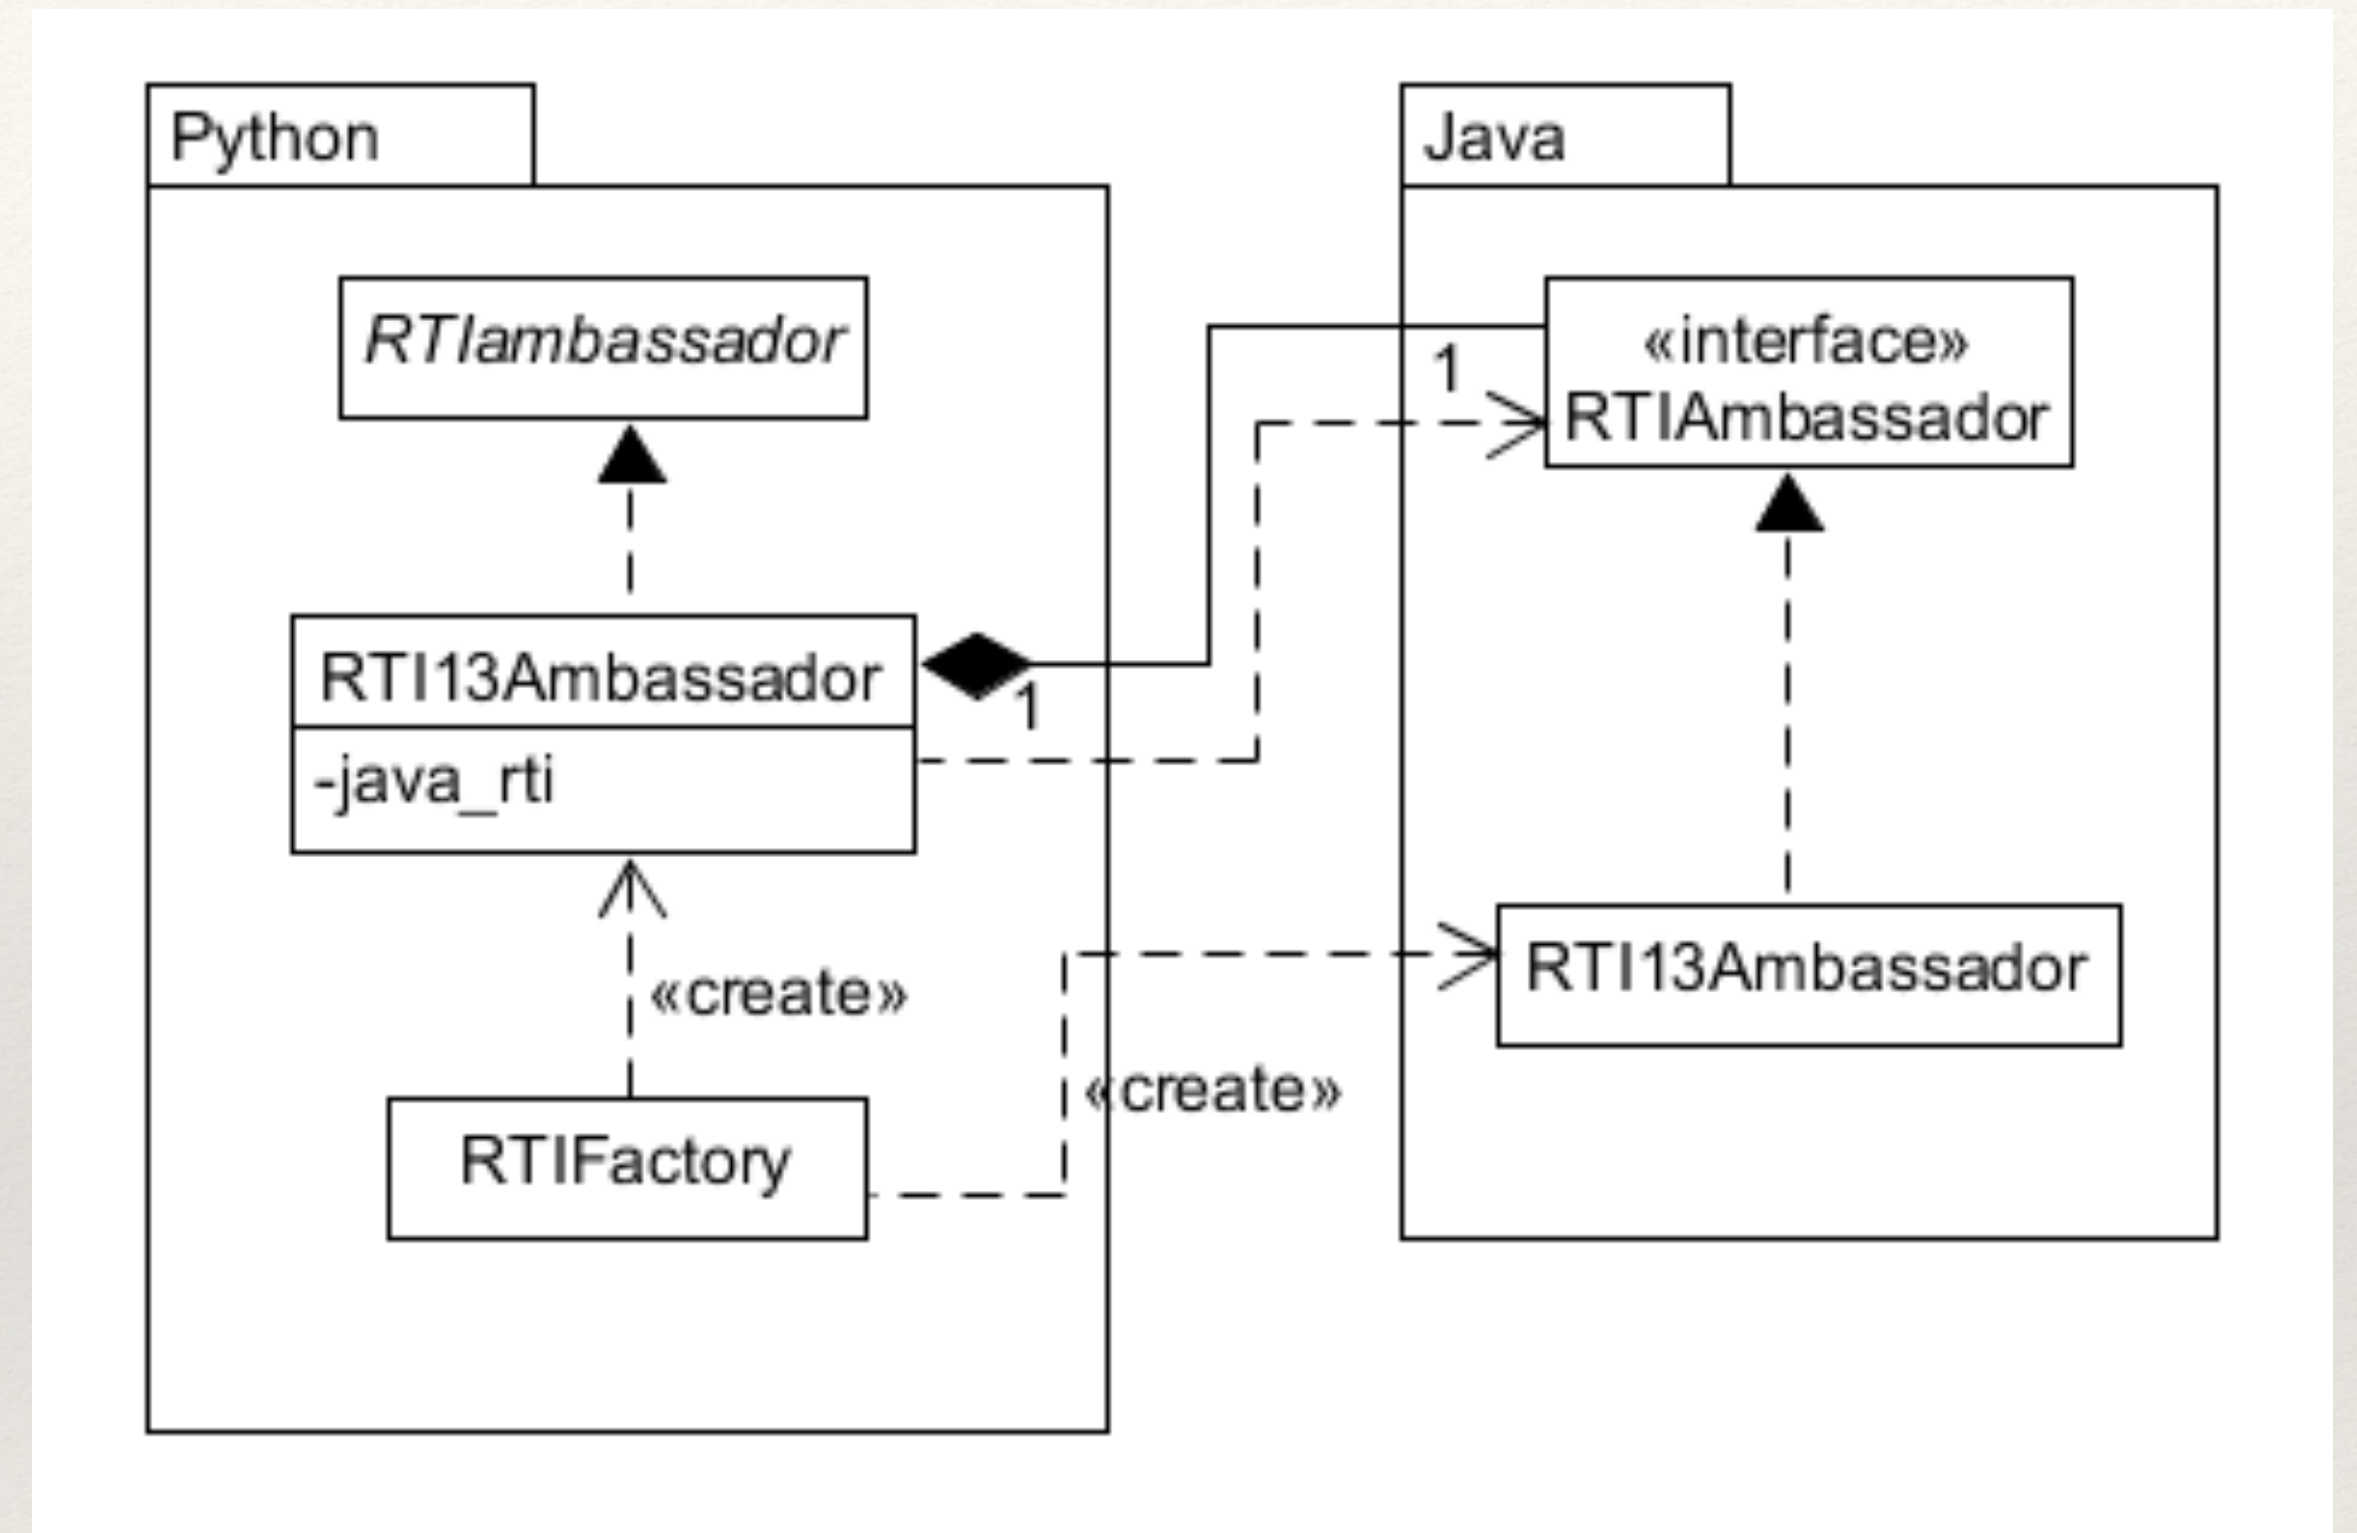 Python
RTIambassador
RTI13Ambassador
1
-java_rti
«create»
RTIFactory
«create»
Java
1
«interface»
RTIAmbassador
RTI13Ambassador